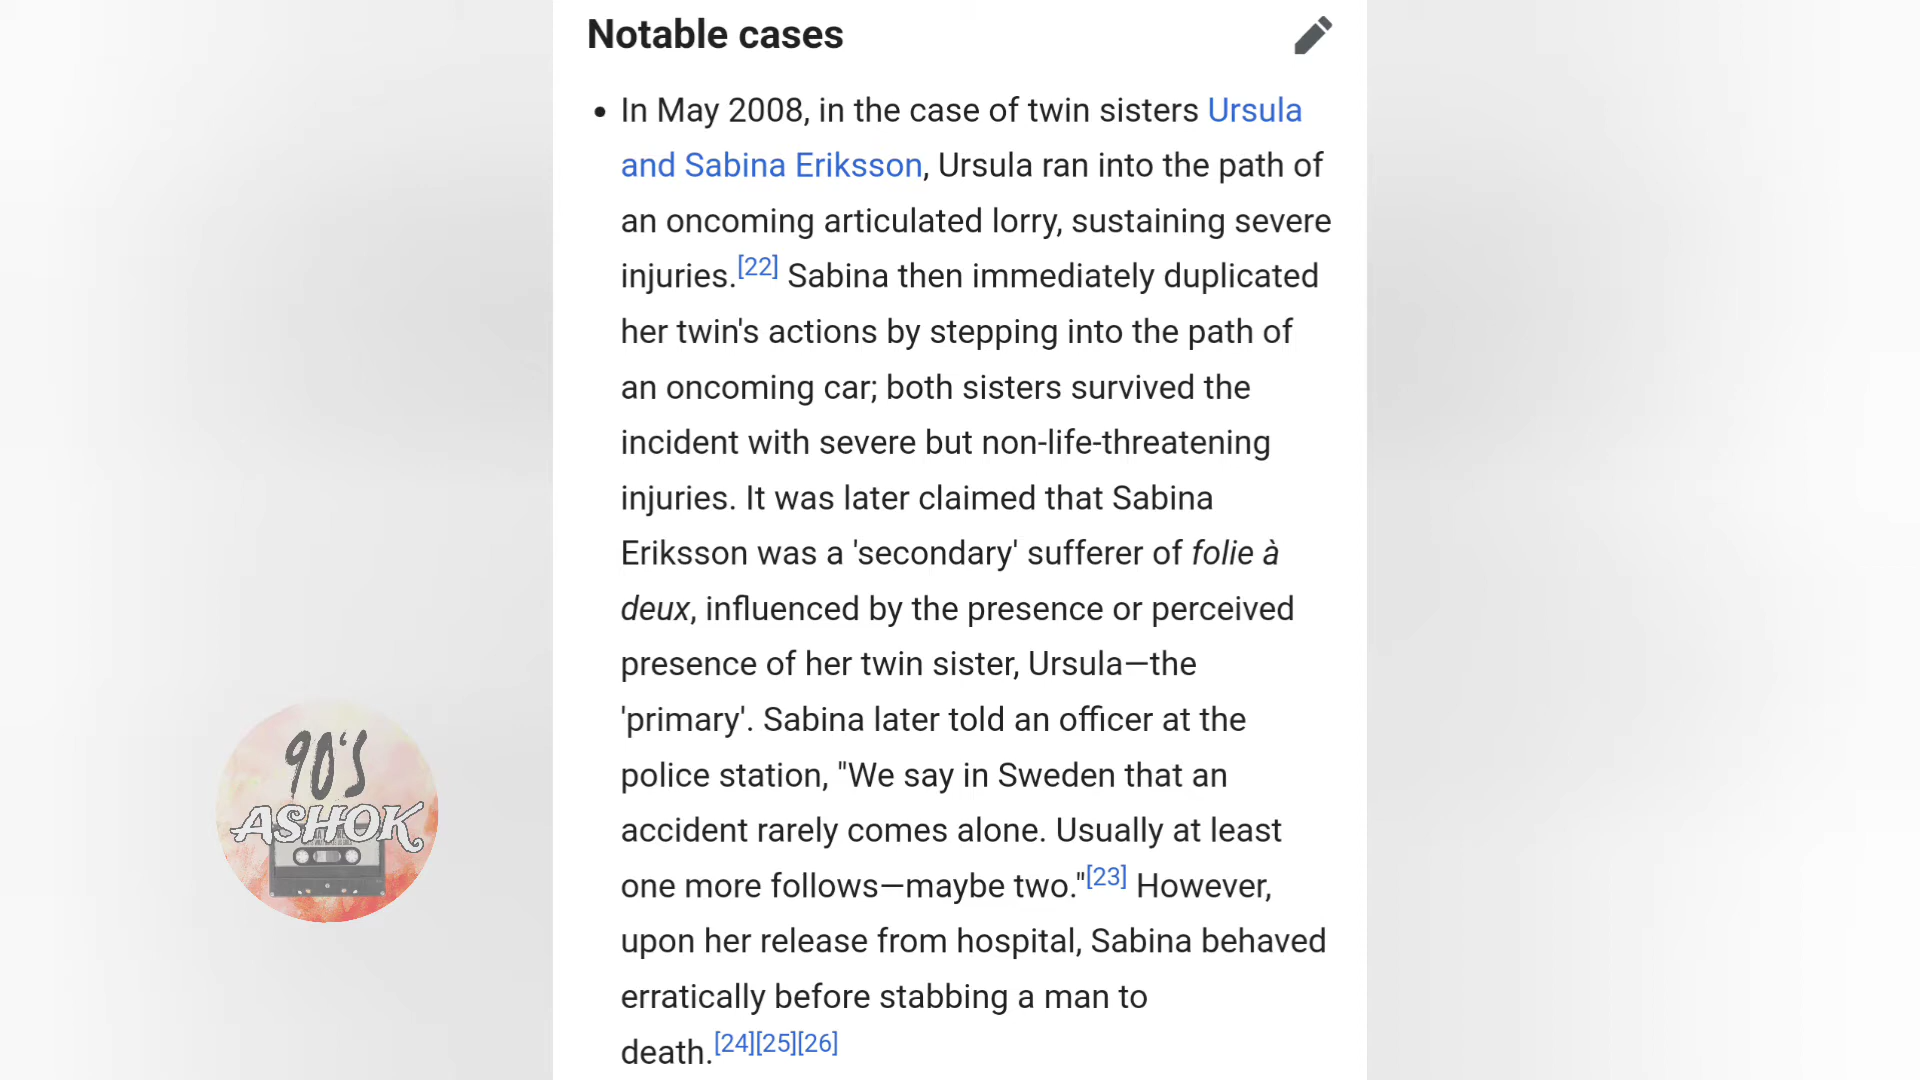 Notable cases
• In May 2008, in the case of twin sisters Ursula
and Sabina Eriksson, Ursula ran into the path of
an oncoming articulated lorry, sustaining severe
injuries.[22] Sabina then immediately duplicated
her twin's actions by stepping into the path of
an oncoming car; both sisters survived the
incident with severe but non-life-threatening
injuries. It was later claimed that Sabina
Eriksson was a 'secondary' sufferer of folie à
deux, influenced by the presence or perceived
presence of her twin sister, Ursula—the
'primary'. Sabina later told an officer at the
police station, "We say in Sweden that an
accident rarely comes alone. Usually at least
one more follows—maybe two."[23] However,
upon her release from hospital, Sabina behaved
erratically before stabbing a man to
death.[24][25][26]
90'S
ASHOK